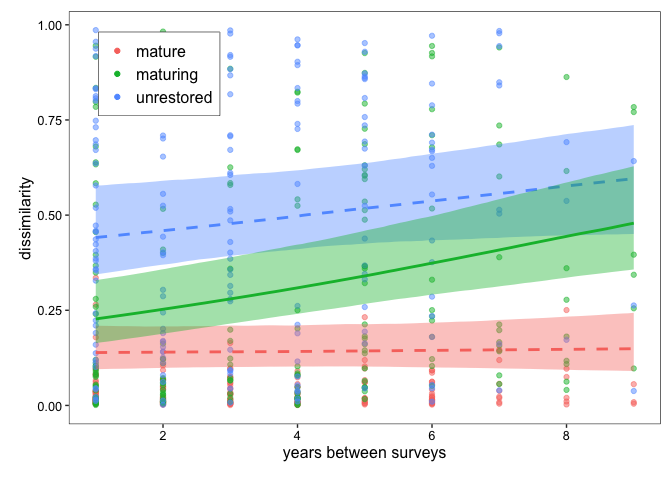 1.00
0.75
0.50
0.25
0.00
dissimilarity
mature
maturing
unrestored
2 4 6 8
years between surveys